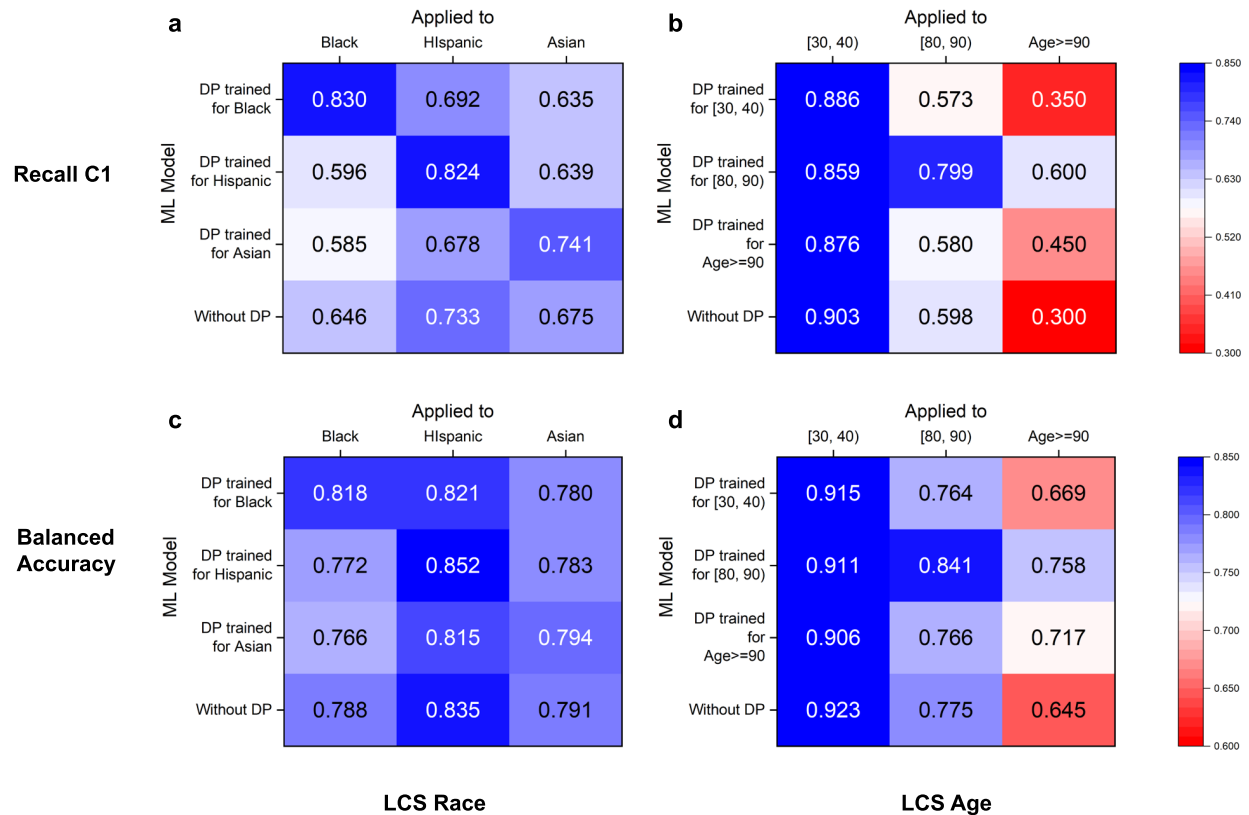 a
Applied to
Black HIspanic Asian
Recall C1
ML Model
DP trained
for Black
0.830 0.692 0.635
DP trained
for Hispanic
0.596 0.824 0.639
DP trained
for Asian
0.585 0.678 0.741
Without DP
0.646 0.733 0.675
b
Applied to
[30, 40) [80, 90) Age>=90
ML Model
DP trained
for [30, 40)
0.886 0.573 0.350
DP trained
for [80, 90)
0.859 0.799 0.600
DP trained
for
Age>=90
0.876 0.580 0.450
Without DP
0.903 0.598 0.300
0.850
0.740
0.630
0.520
0.410
0.300
c
Applied to
Black HIspanic Asian
Balanced
Accuracy
ML Model
DP trained
for Black
0.818 0.821 0.780
DP trained
for Hispanic
0.772 0.852 0.783
DP trained
for Asian
0.766 0.815 0.794
Without DP
0.788 0.835 0.791
LCS Race
d
Applied to
[30, 40) [80, 90) Age>=90
ML Model
DP trained
for [30, 40)
0.915 0.764 0.669
DP trained
for [80, 90)
0.911 0.841 0.758
DP trained
for
Age>=90
0.906 0.766 0.717
Without DP
0.923 0.775 0.645
LCS Age
0.850
0.800
0.750
0.700
0.650
0.600